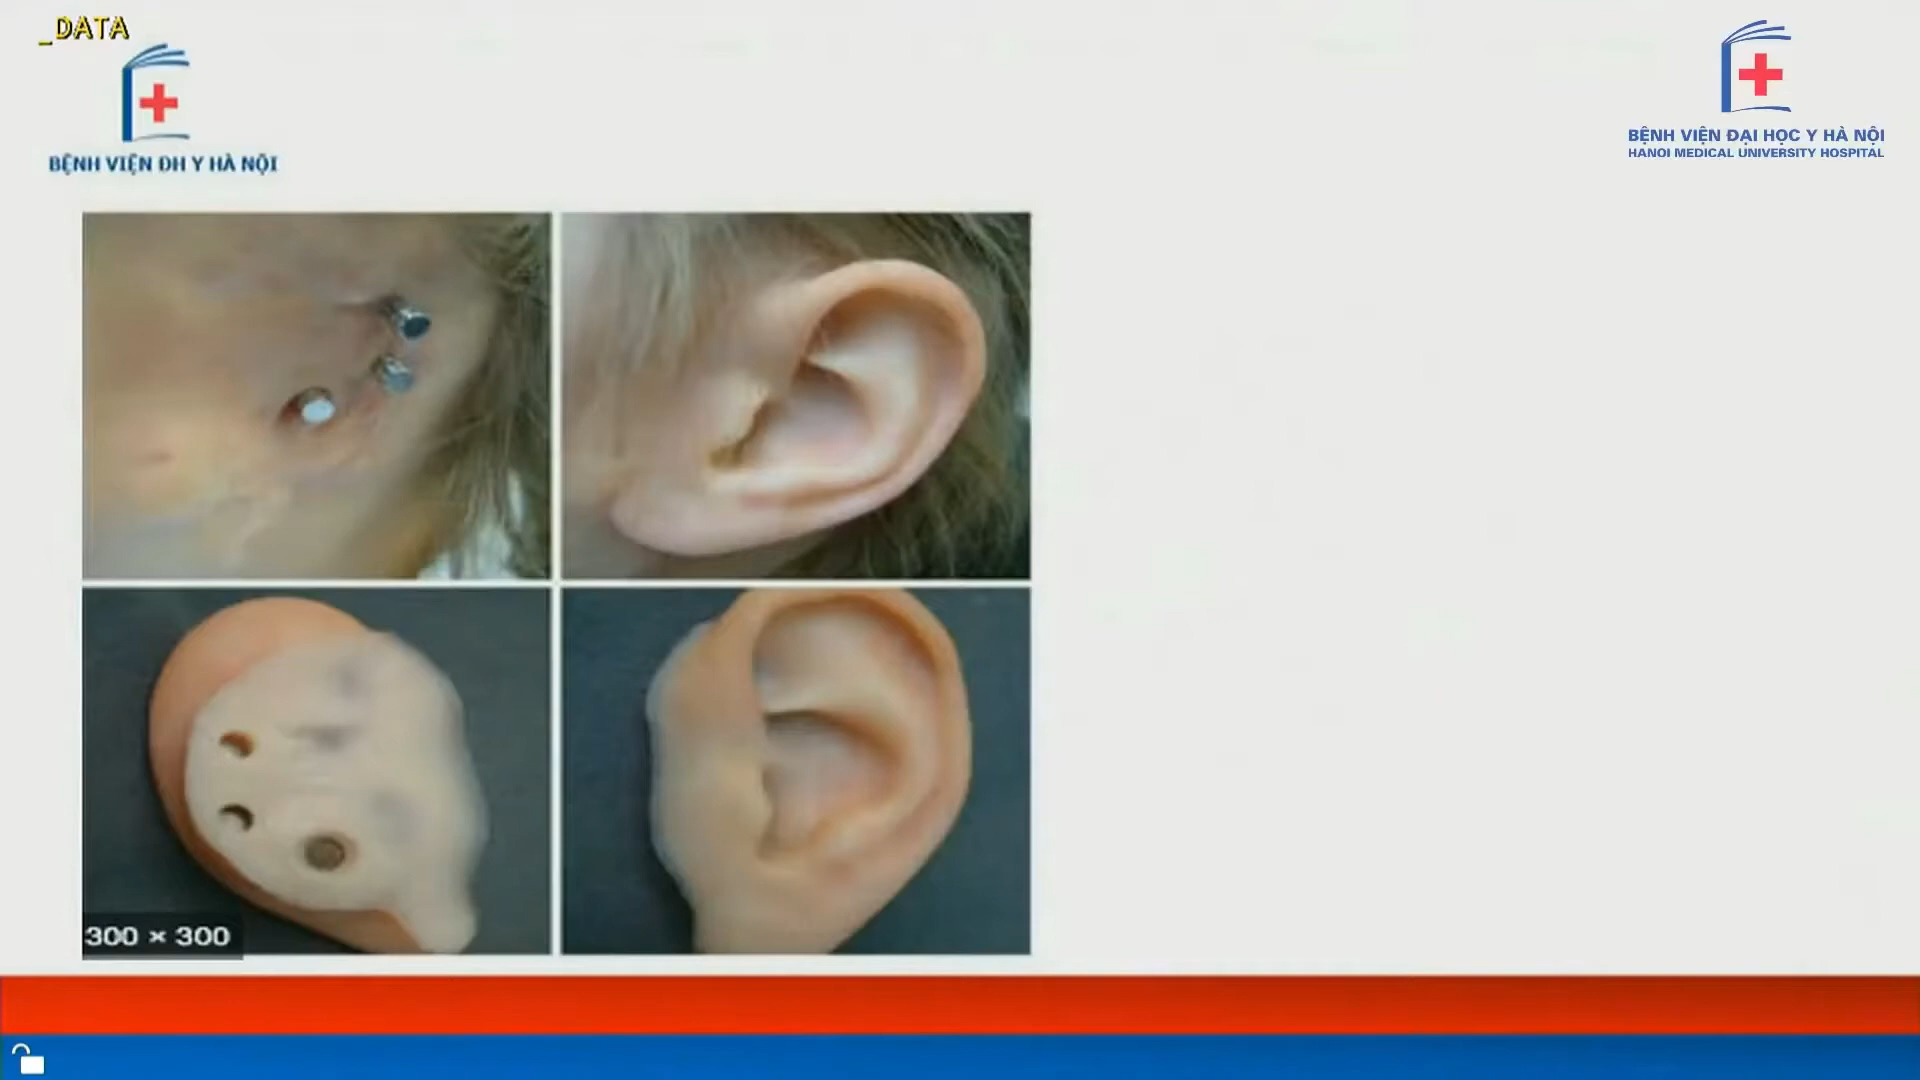 _DATA
BỆNH VIỆN ĐH Y HÀ NỘI
BỆNH VIỆN ĐẠI HỌC Y HÀ NỘI
HANOI MEDICAL UNIVERSITY HOSPITAL
300 × 300